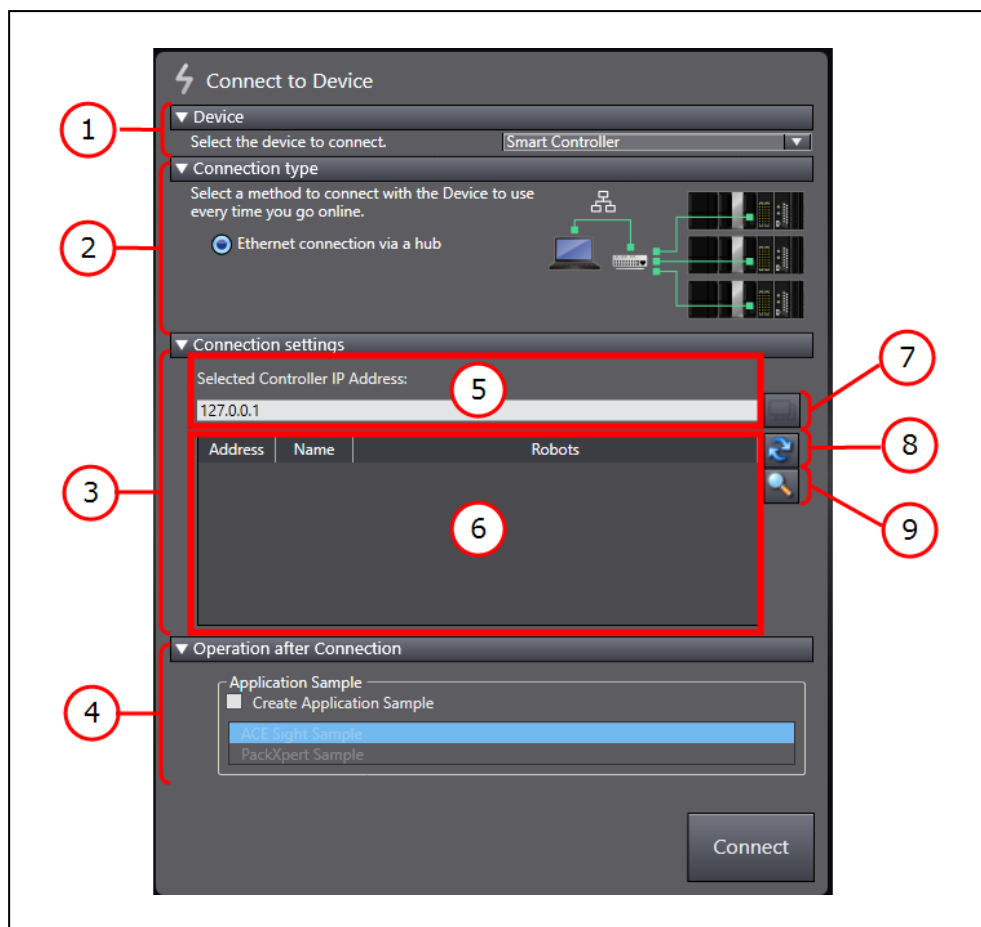 Connect to Device
1
Device
Select the device to connect.
Smart Controller
2
Connection type
Select a method to connect with the Device to use
every time you go online.
Ethernet connection via a hub
3
Connection settings
Selected Controller IP Address:
5
127.0.0.1
7
8
9
Address Name Robots
6
4
Operation after Connection
Application Sample
Create Application Sample
ACE Sight Sample
PackXpert Sample
Connect